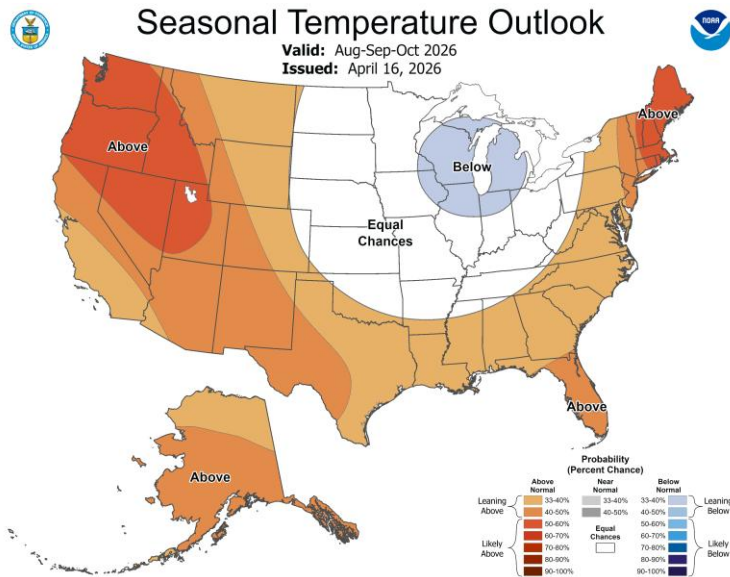 Seasonal Temperature Outlook
Valid: Aug-Sep-Oct 2026
Issued: April 16, 2026
NOAA
Above
Above
Below
Equal
Chances
Above
Above
Probability
(Percent Chance)
Above
Normal
Near
Normal
Below
Normal
Leaning
Above
33-40%
33-40%
33-40%
Leaning
Below
40-50%
40-50%
40-50%
Likely
Above
50-60%
Equal
Chances
50-60%
Likely
Below
60-70%
60-70%
70-80%
70-80%
80-90%
80-90%
90-100%
90-100%